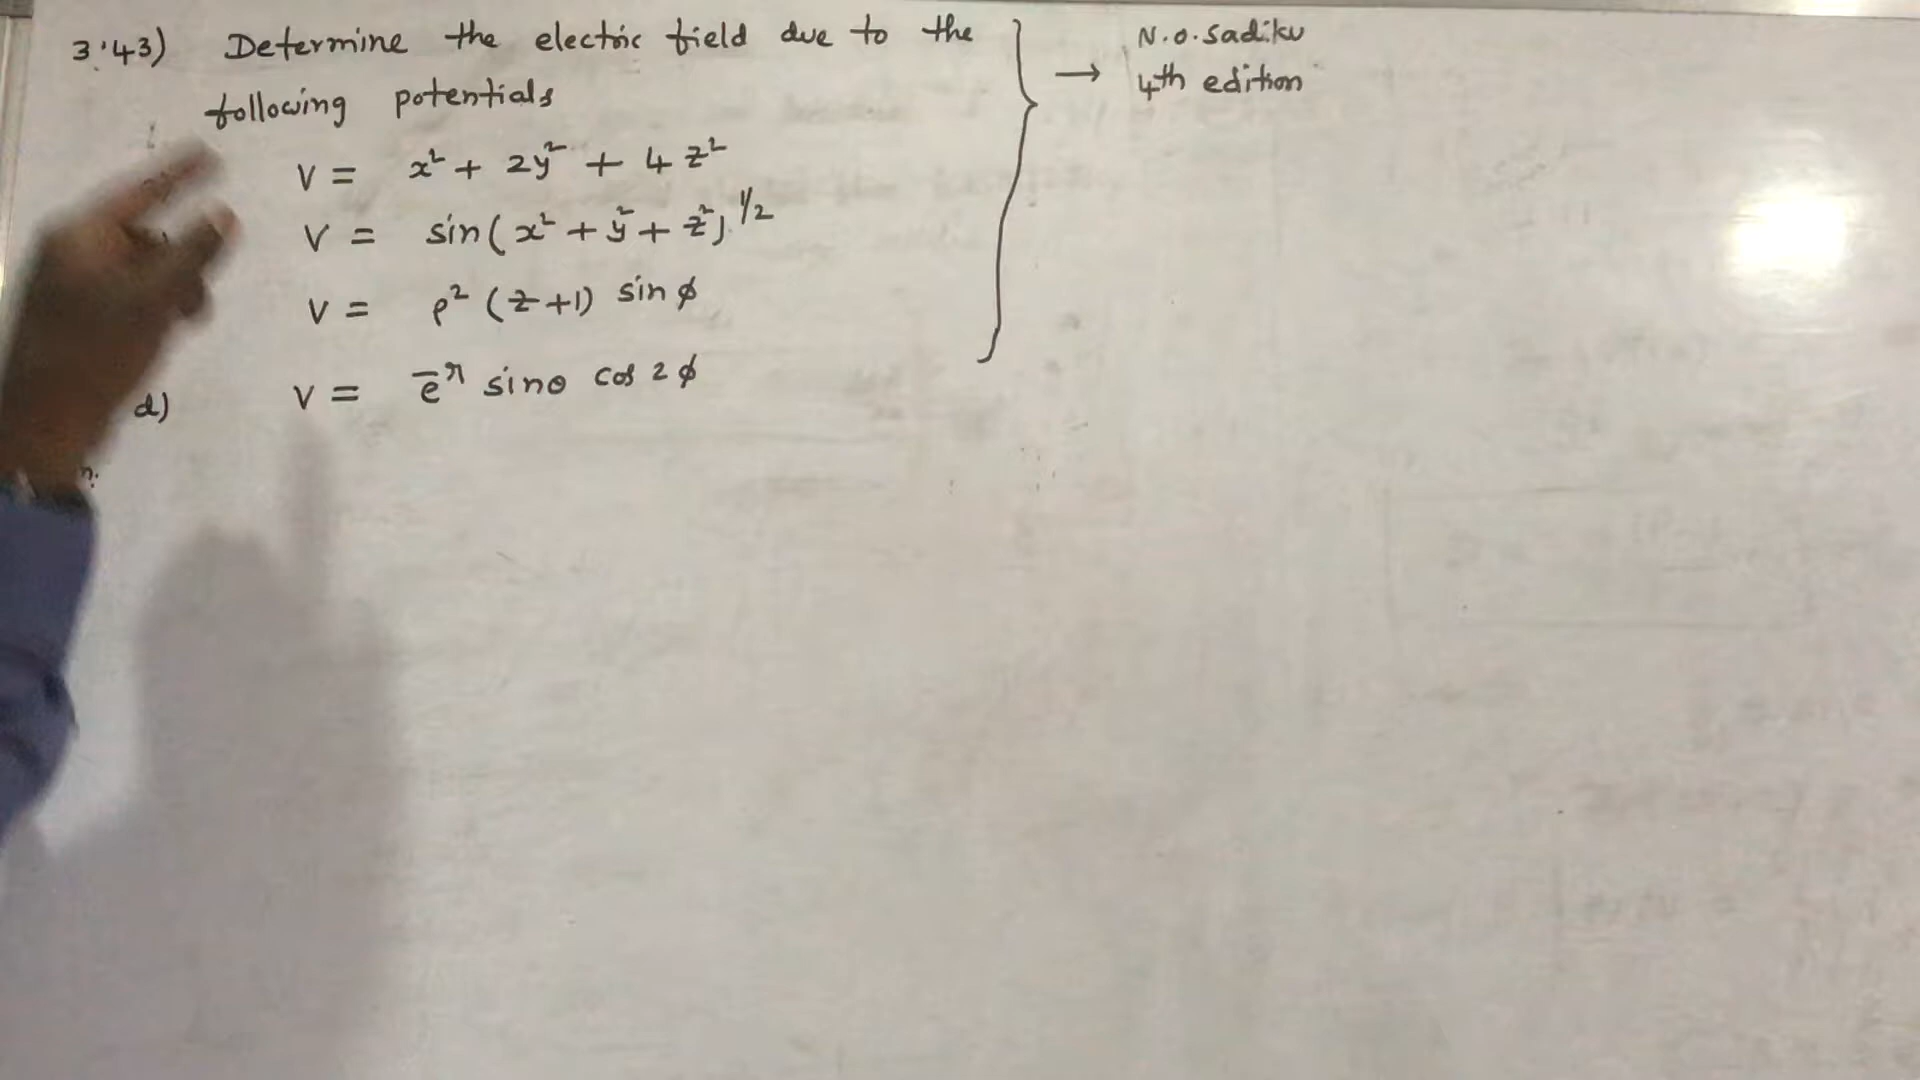 3.43) Determine the electric field due to the
following potentials
V = x² + 2y² + 4z²
V = sin(x² + y² + z²)^1/2
V = ρ² (z+1) sin φ
d) V = e^-r sinθ cos 2φ
n:
→ N.O. Sadiku
4th edition